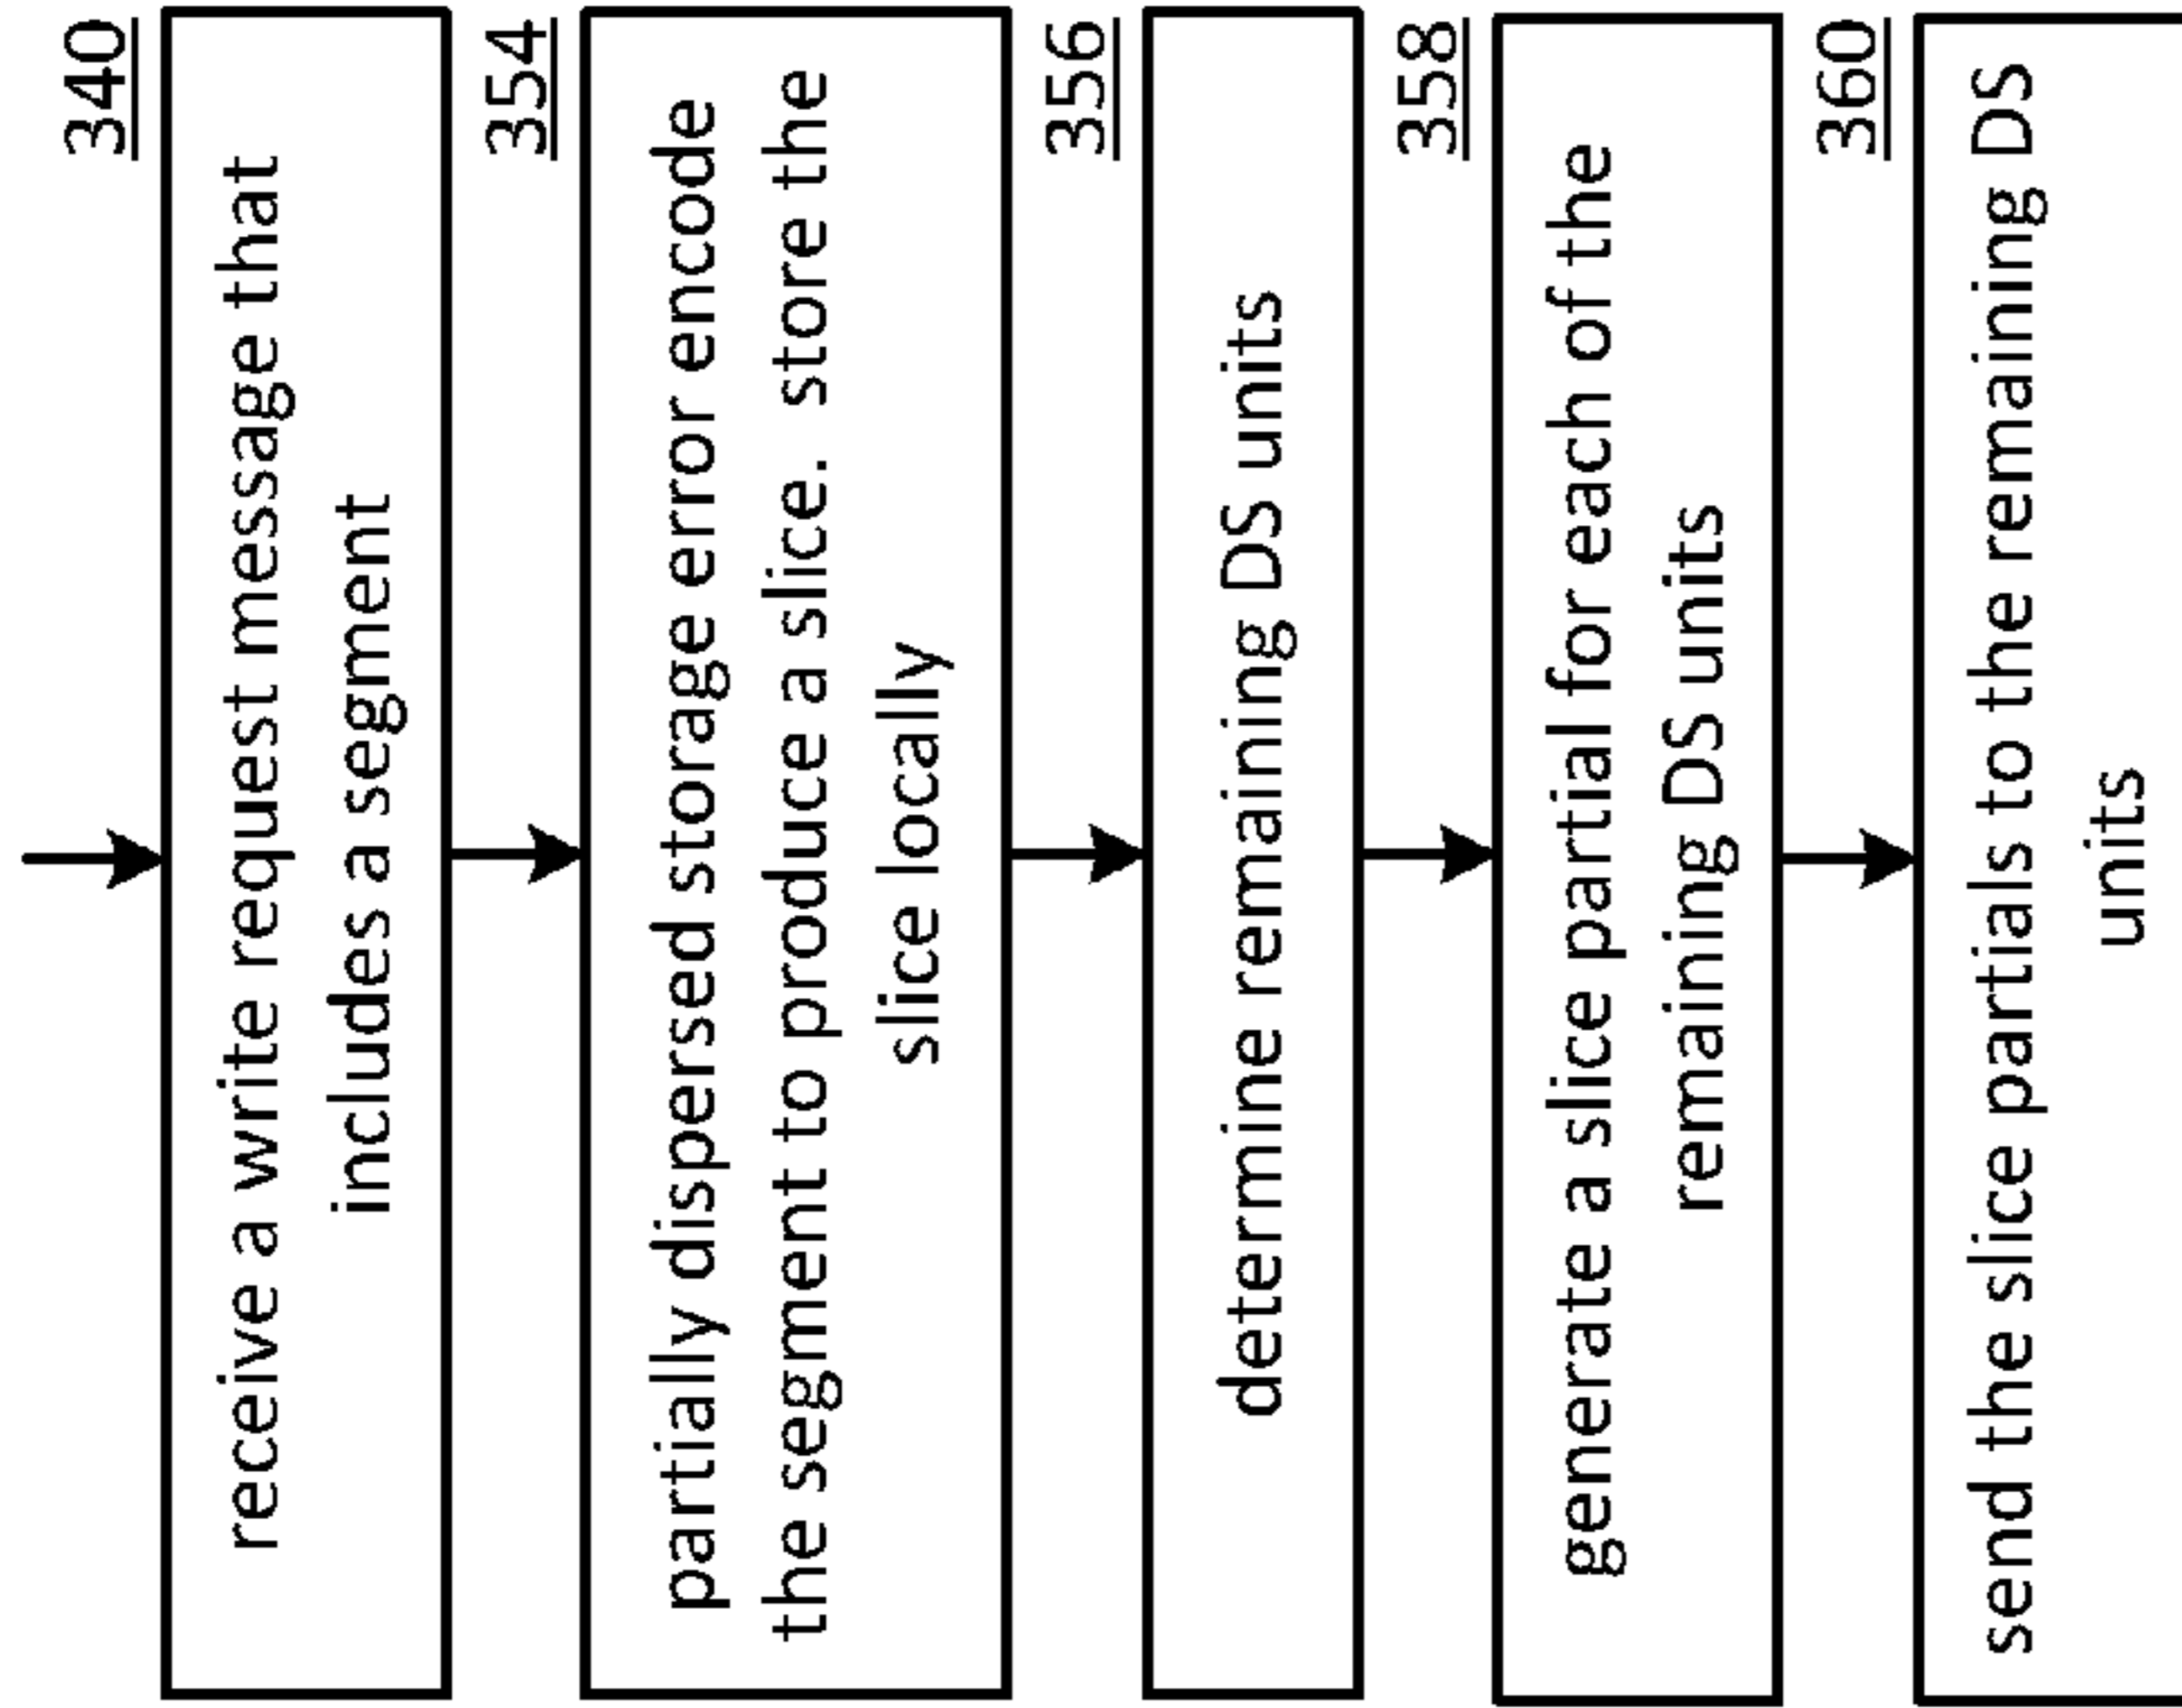 340
receive a write request message that
includes a segment
354
partially dispersed storage error encode
the segment to produce a slice. store the
slice locally
356
determine remaining DS units
358
generate a slice partial for each of the
remaining DS units
360
send the slice partials to the remaining DS
units